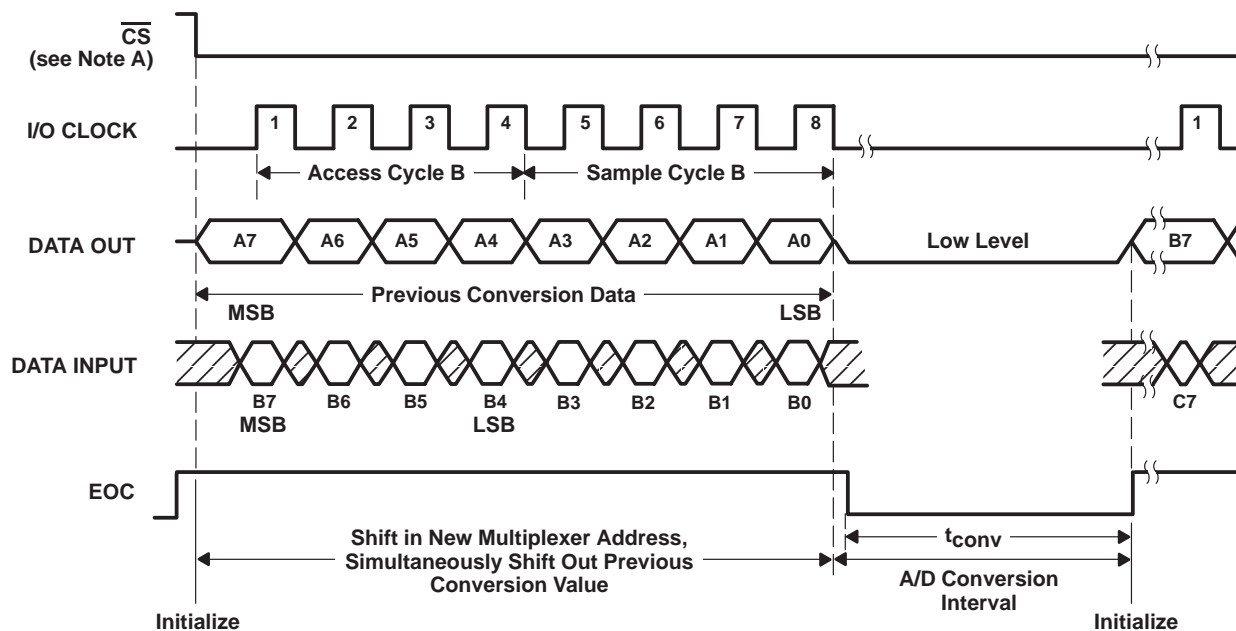 CS
(see Note A)
I/O CLOCK
1 2 3 4 5 6 7 8 1
Access Cycle B Sample Cycle B
DATA OUT
A7 A6 A5 A4 A3 A2 A1 A0 Low Level B7
Previous Conversion Data
MSB LSB
DATA INPUT
B7 B6 B5 B4 B3 B2 B1 B0 C7
MSB LSB
EOC
Shift in New Multiplexer Address,
Simultaneously Shift Out Previous
Conversion Value
tconv
A/D Conversion
Interval
Initialize Initialize